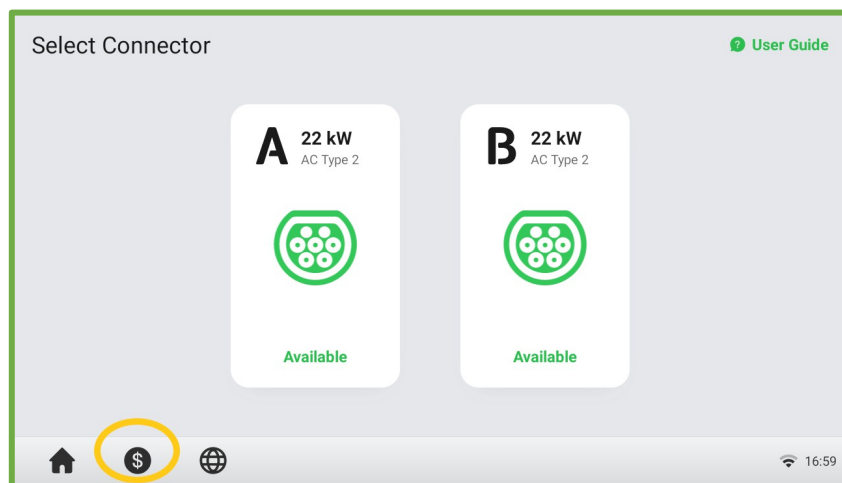 Select Connector
? User Guide
A 22 kW
AC Type 2
Available
B 22 kW
AC Type 2
Available
$
16:59